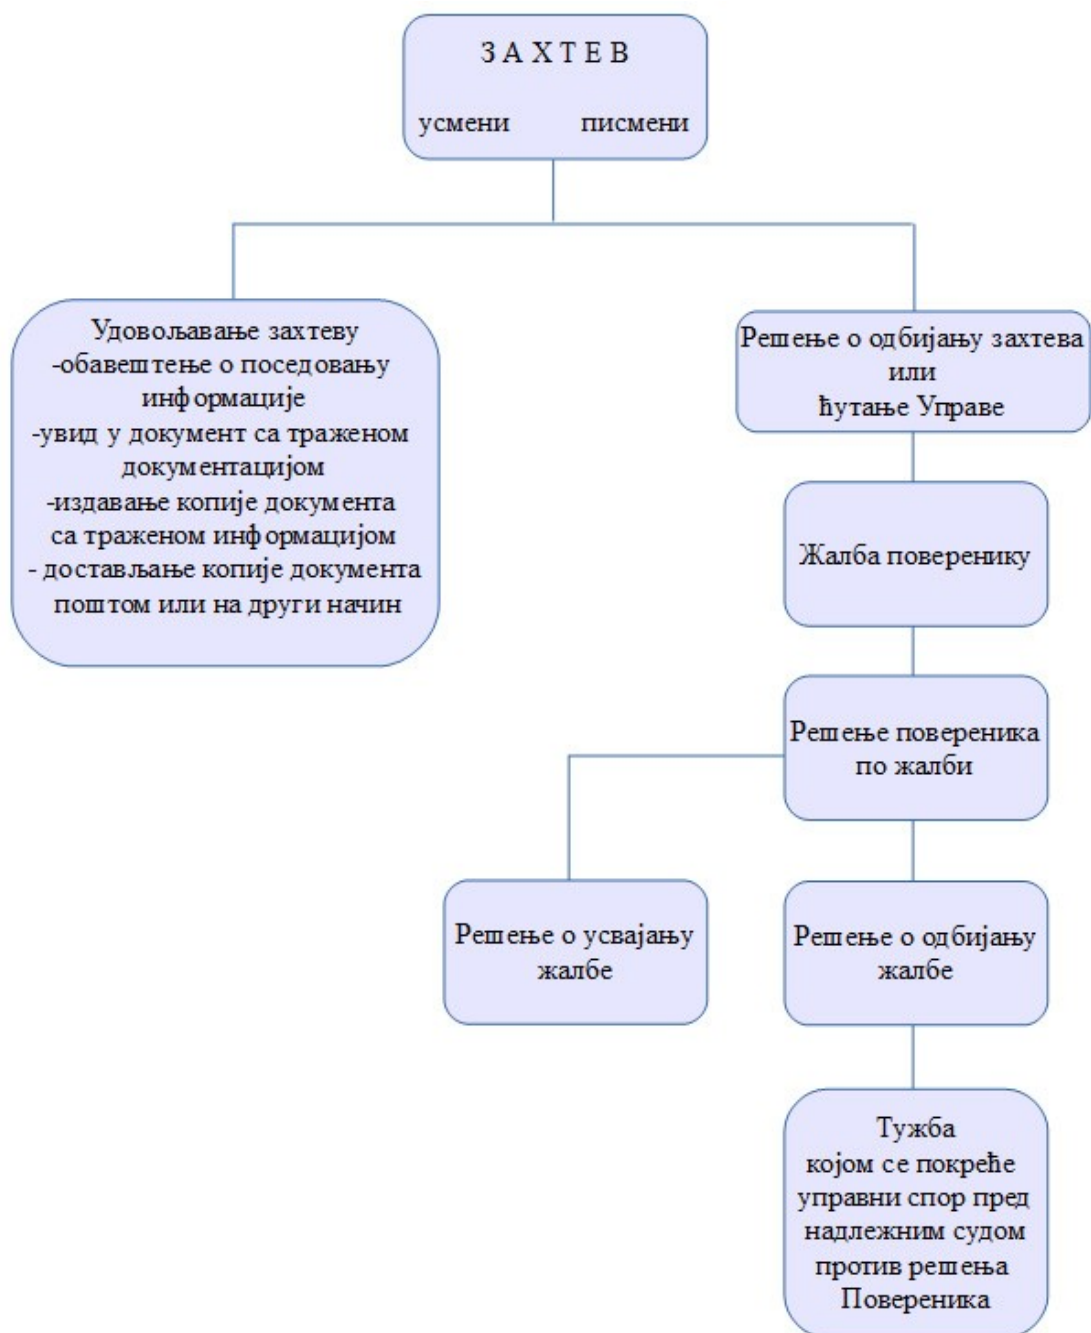 З А Х Т Е В
усмени писмени
Удовољавање захтеву
-обавештење о поседовању
информације
-увид у документ са траженом
документацијом
-издавање копије документа
са траженом информацијом
- достављање копије документа
поштом или на други начин
Решење о одбијању захтева
или
ћутање Управе
Жалба поверенику
Решење повереника
по жалби
Решење о усвајању
жалбе
Решење о одбијању
жалбе
Тужба
којом се покреће
управни спор пред
надлежним судом
против решења
Повереника